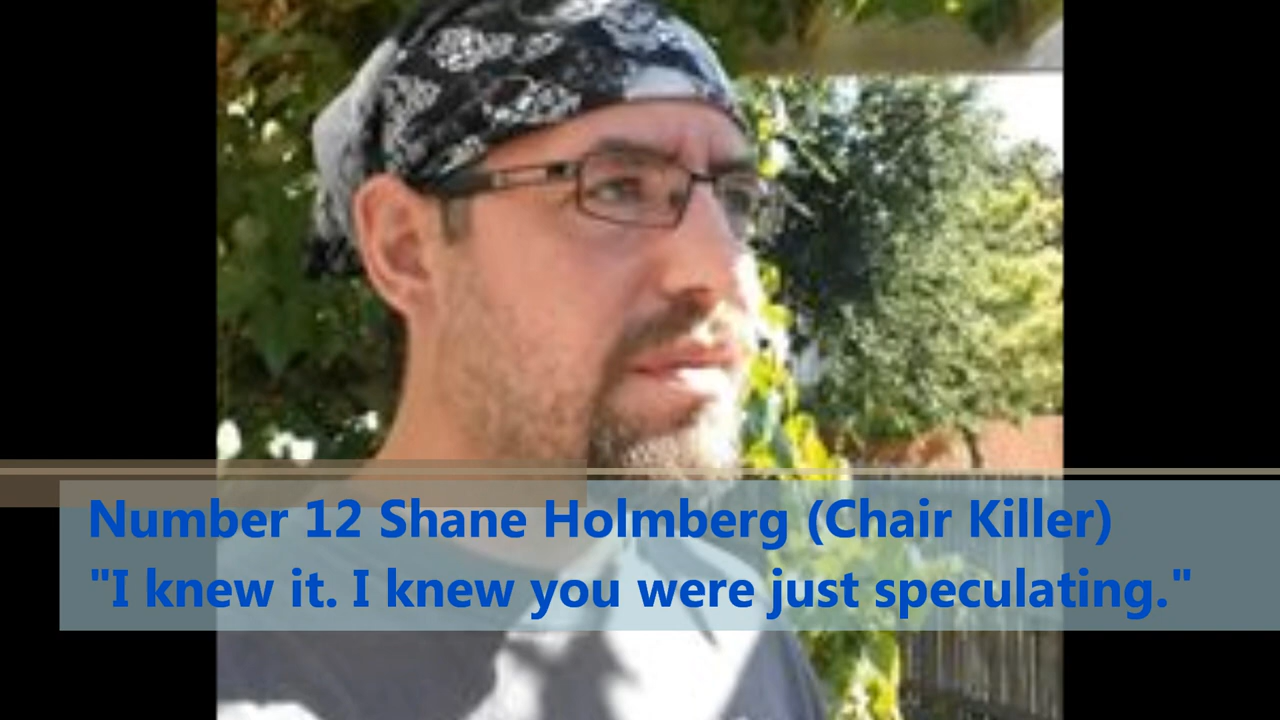 Number 12 Shane Holmberg (Chair Killer)
"I knew it. I knew you were just speculating."